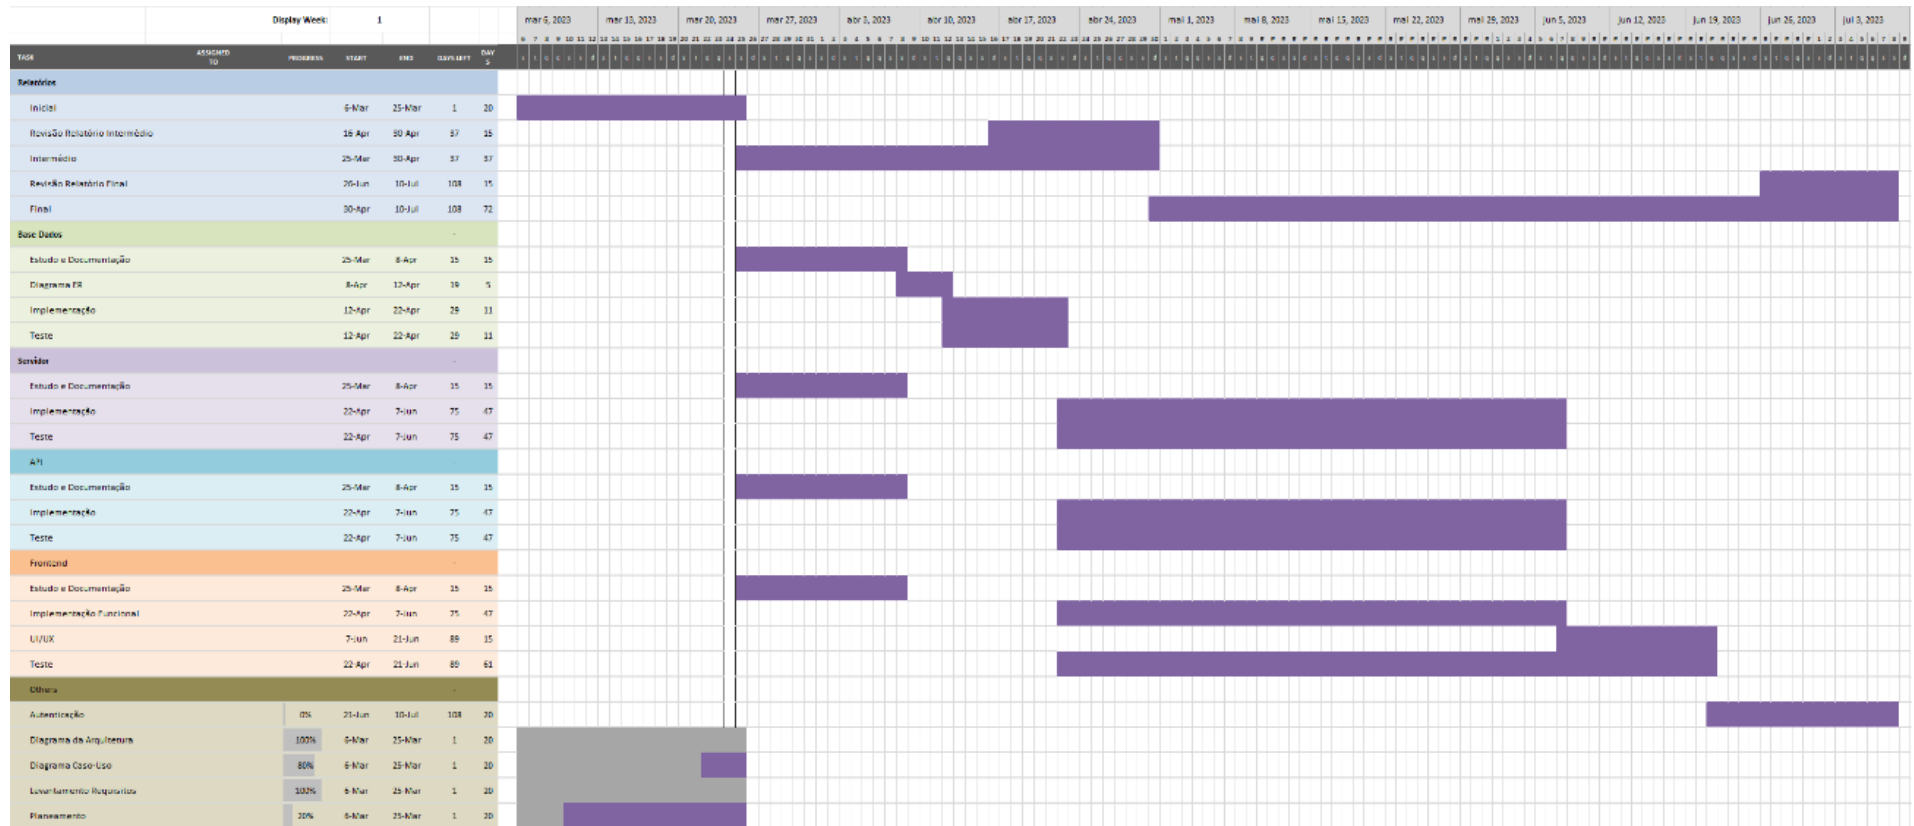 Display Week: 1 mar 6, 2023 mar 13, 2023 mar 20, 2023 mar 27, 2023 abr 3, 2023 abr 10, 2023 abr 17, 2023 abr 24, 2023 mai 1, 2023 mai 8, 2023 mai 15, 2023 mai 22, 2023 mai 29, 2023 jun 5, 2023 jun 12, 2023 jun 19, 2023 jun 26, 2023 jul 3, 2023
TASK ASSIGNED TO PROGRESS START END DAYS LEFT DAYS
Relatórios
Inicial 6-Mar 25-Mar 1 20
Revisão Relatório Intermédio 16-Apr 30-Apr 37 15
Intermédio 25-Mar 30-Apr 37 37
Revisão Relatório Final 26-Jun 10-Jul 108 15
Final 30-Apr 10-Jul 108 72
Base Dados -
Estudo e Documentação 25-Mar 8-Apr 15 15
Diagrama ER 8-Apr 12-Apr 19 5
Implementação 12-Apr 22-Apr 29 11
Teste 12-Apr 22-Apr 29 11
Servidor -
Estudo e Documentação 25-Mar 8-Apr 15 15
Implementação 22-Apr 7-Jun 75 47
Teste 22-Apr 7-Jun 75 47
API
Estudo e Documentação 25-Mar 8-Apr 15 15
Implementação 22-Apr 7-Jun 75 47
Teste 22-Apr 7-Jun 75 47
Frontend -
Estudo e Documentação 25-Mar 8-Apr 15 15
Implementação Funcional 22-Apr 7-Jun 75 47
UI/UX 7-Jun 21-Jun 89 15
Teste 22-Apr 21-Jun 89 61
Others -
Autenticação 0% 21-Jun 10-Jul 108 20
Diagrama da Arquitetura 100% 6-Mar 25-Mar 1 20
Diagrama Caso-Uso 80% 6-Mar 25-Mar 1 20
Levantamento Requisitos 100% 6-Mar 25-Mar 1 20
Planeamento 20% 6-Mar 25-Mar 1 20